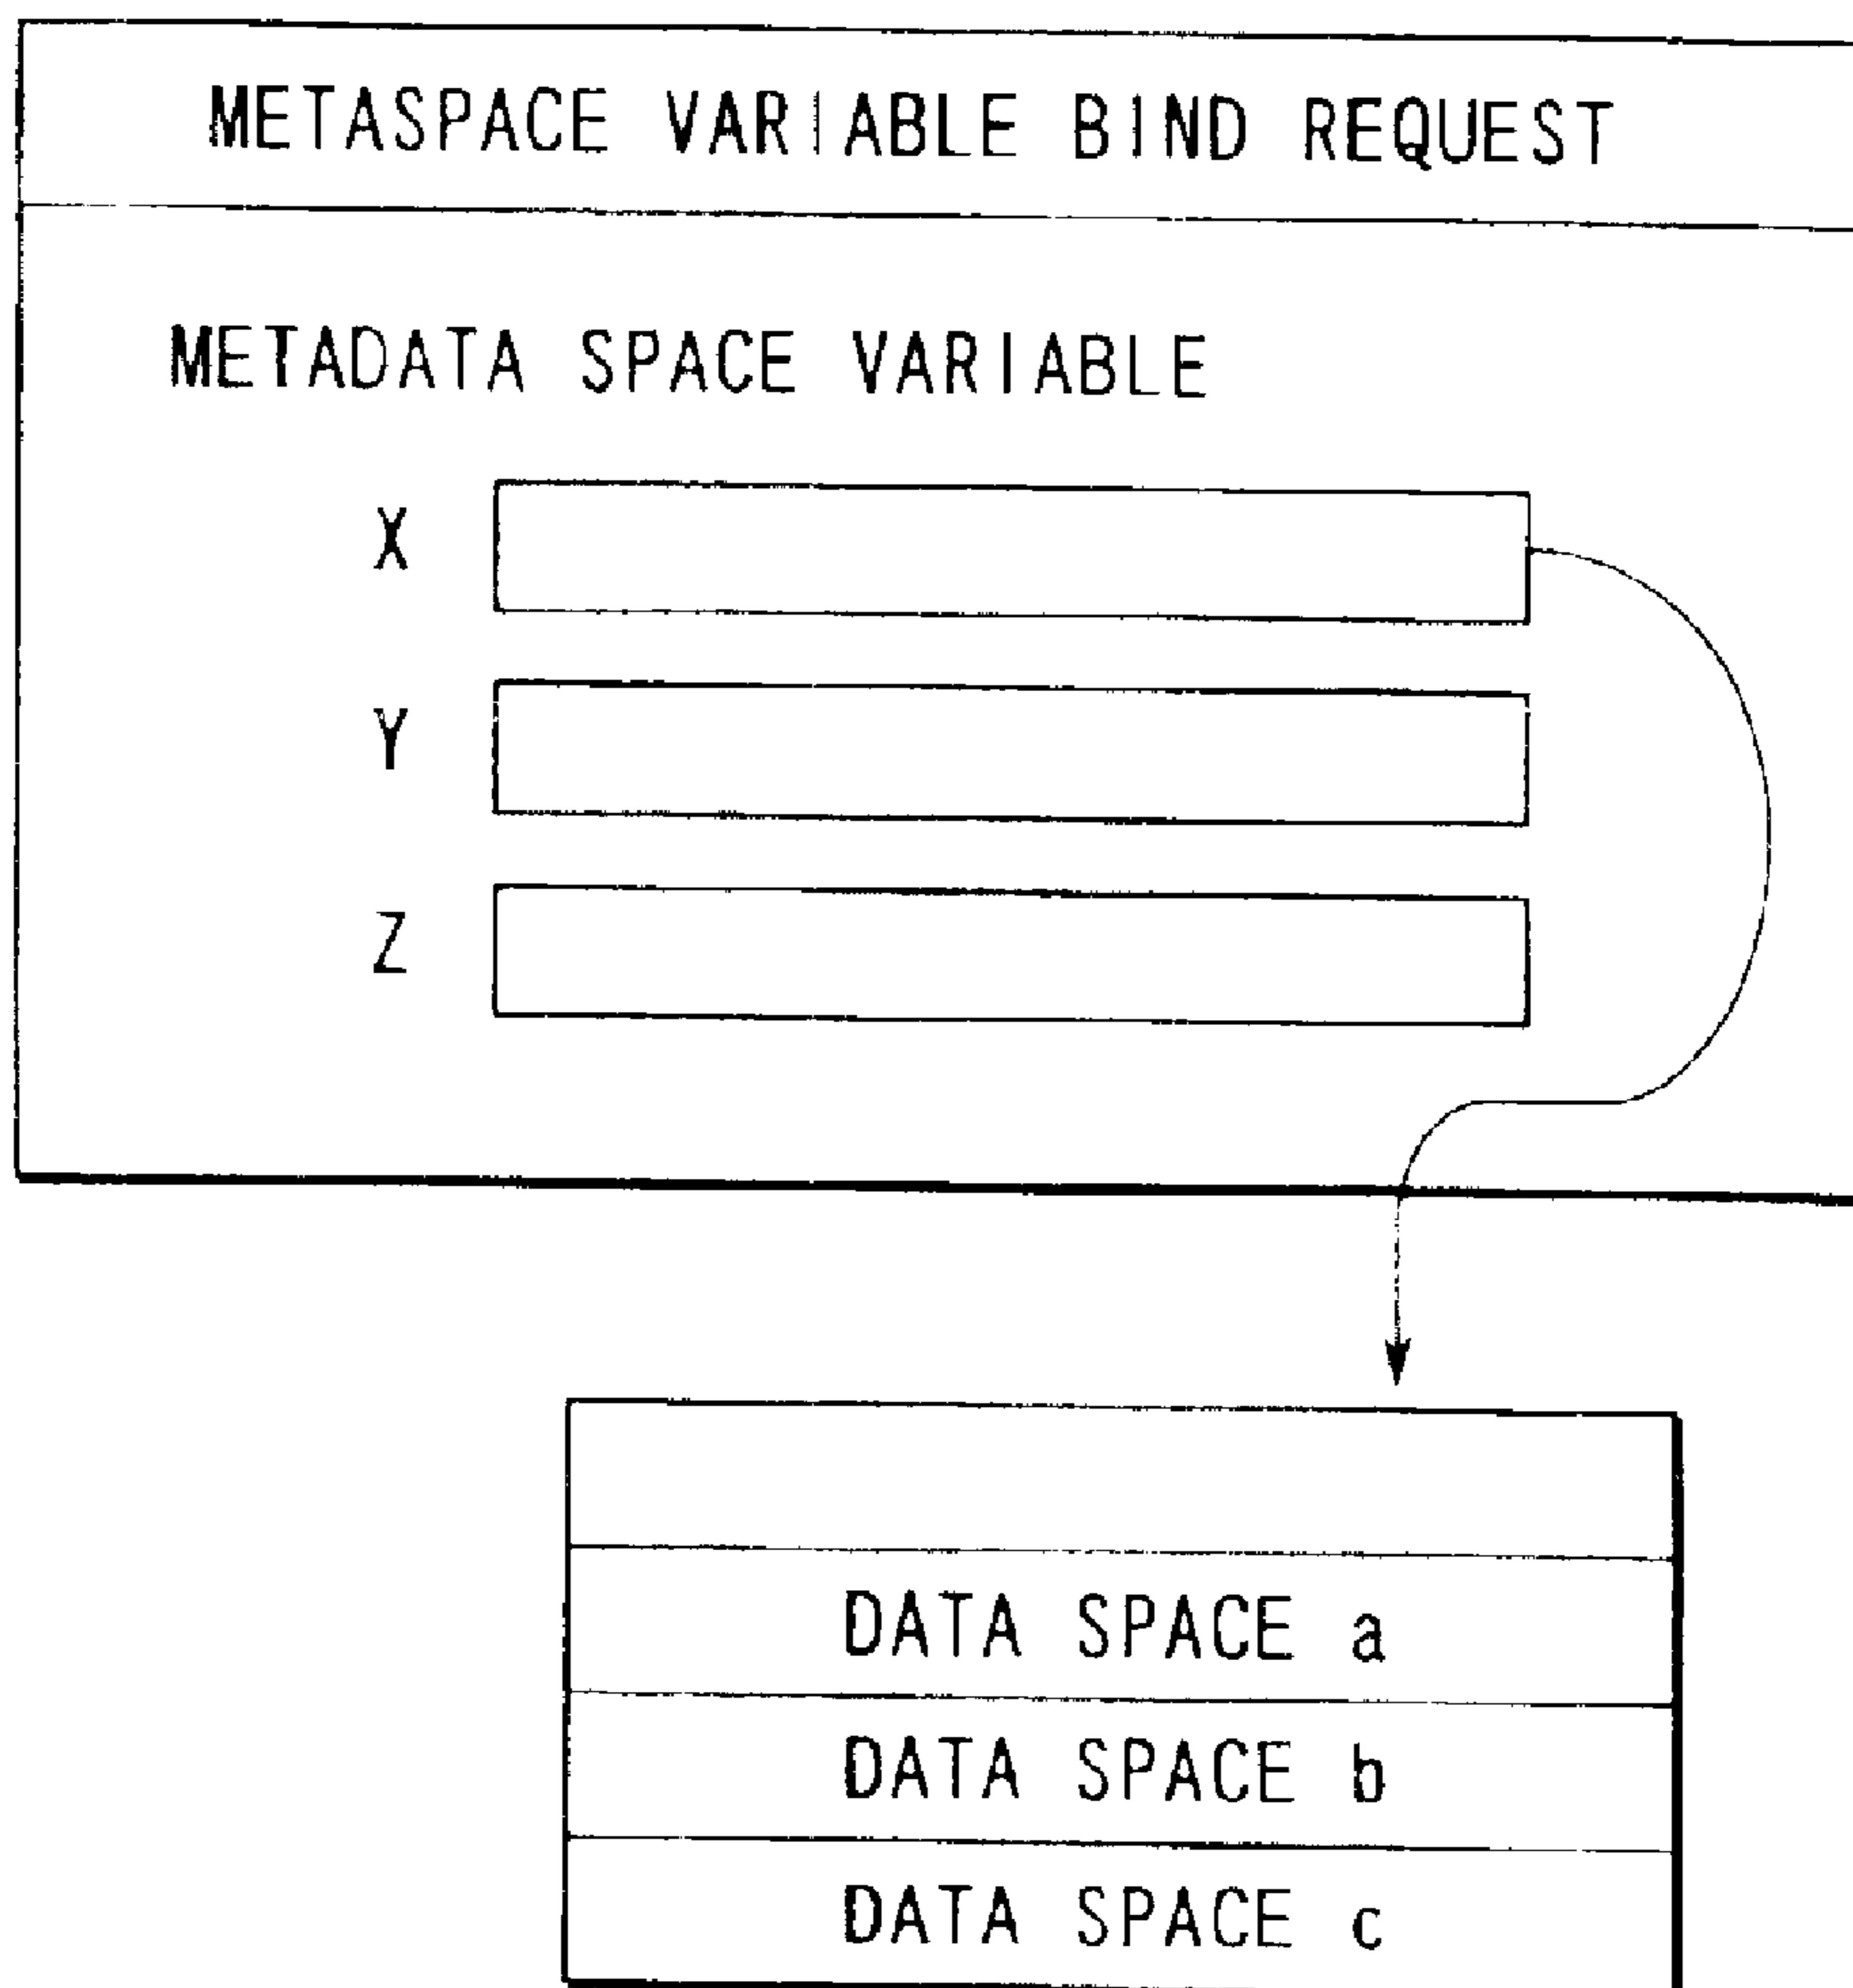 METASPACE VARIABLE BIND REQUEST
METADATA SPACE VARIABLE
X
Y
Z
DATA SPACE a
DATA SPACE b
DATA SPACE c